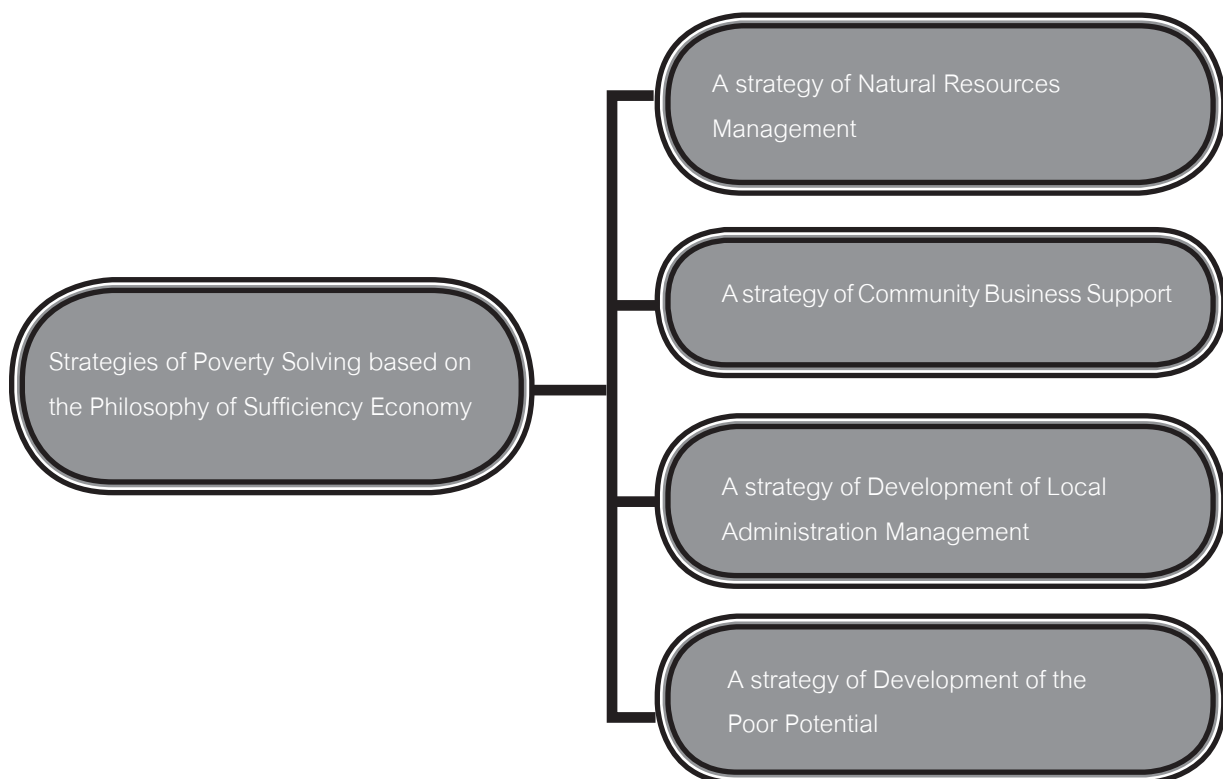 Strategies of Poverty Solving based on
the Philosophy of Sufficiency Economy
A strategy of Natural Resources
Management
A strategy of Community Business Support
A strategy of Development of Local
Administration Management
A strategy of Development of the
Poor Potential